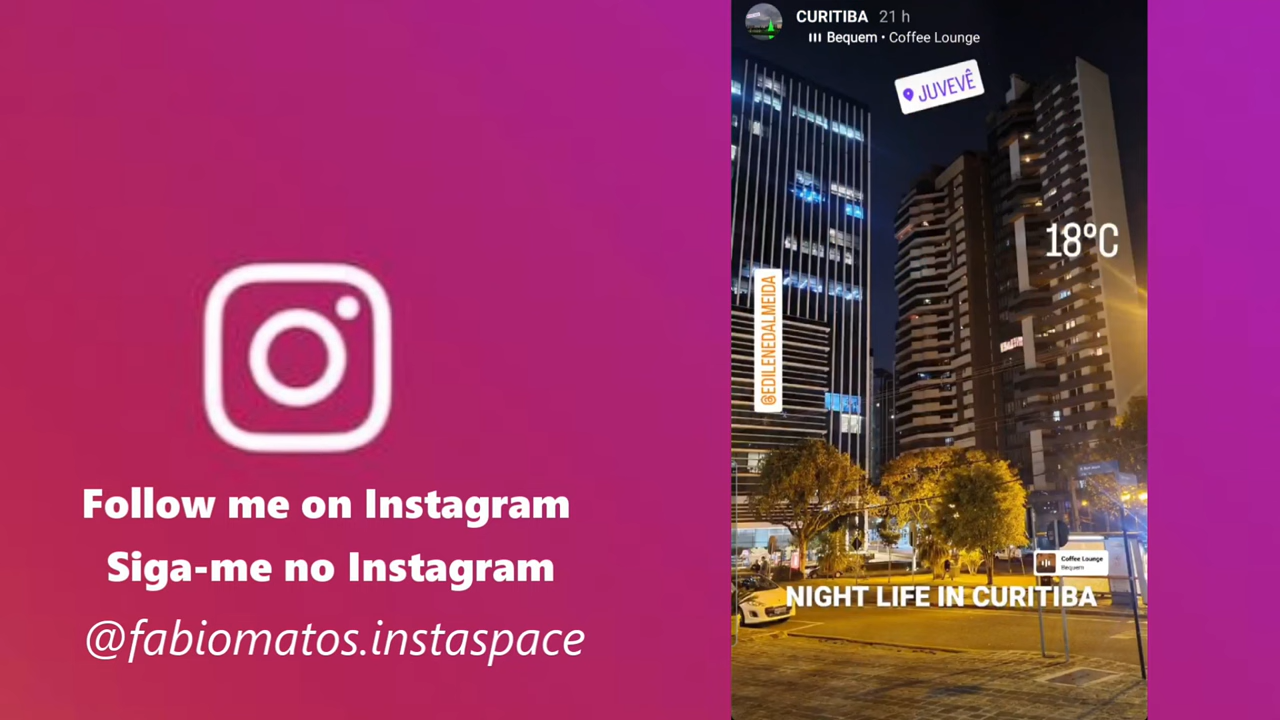 Follow me on Instagram
Siga-me no Instagram
@fabiomatos.instaspace
CURITIBA 21 h
Bequem • Coffee Lounge
JUVEVÊ
18°C
@EDILENEDALMEIDA
Coffee Lounge
Bequem
NIGHT LIFE IN CURITIBA